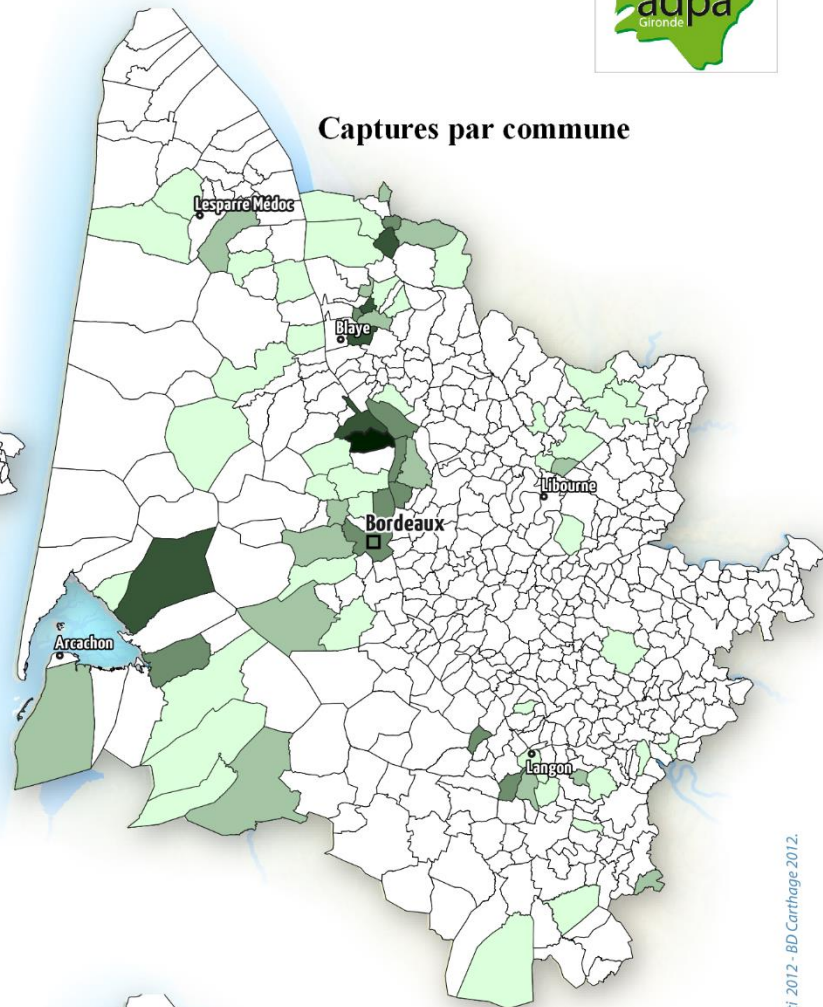 adpa
Gironde
Captures par commune
Lesparre Médoc
Blaye
Libourne
Bordeaux
Arcachon
Langon
2012 - BD Carthage 2012.